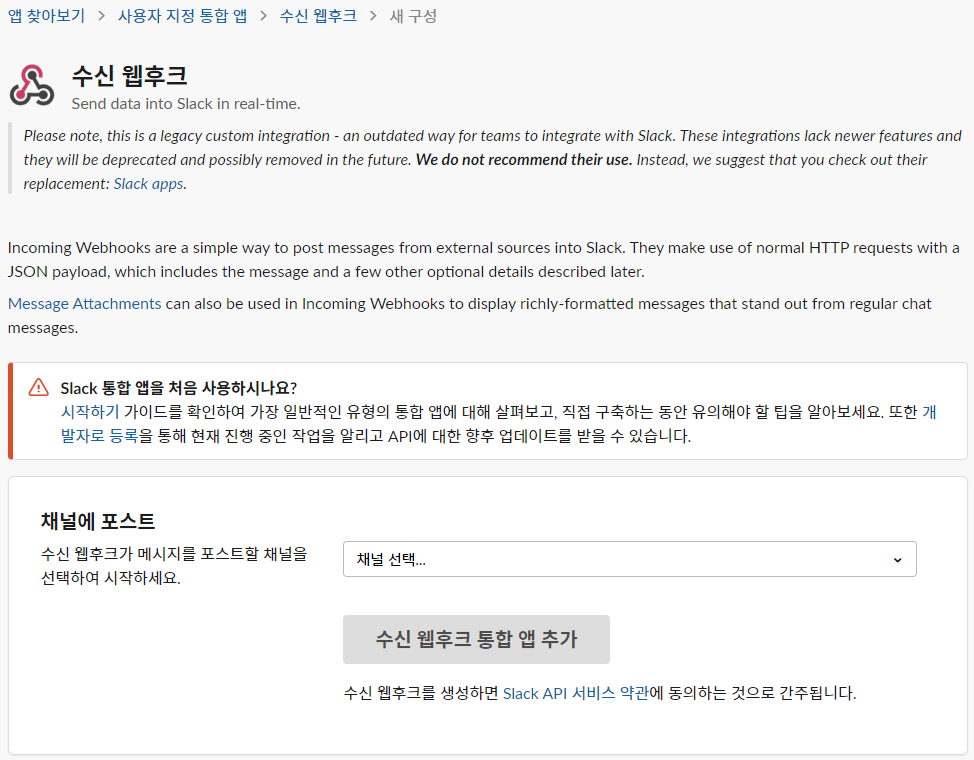 앱 찾아보기 > 사용자 지정 통합 앱 > 수신 웹후크 > 새 구성
수신 웹후크
Send data into Slack in real-time.
Please note, this is a legacy custom integration - an outdated way for teams to integrate with Slack. These integrations lack newer features and
they will be deprecated and possibly removed in the future. We do not recommend their use. Instead, we suggest that you check out their
replacement: Slack apps.
Incoming Webhooks are a simple way to post messages from external sources into Slack. They make use of normal HTTP requests with a
JSON payload, which includes the message and a few other optional details described later.
Message Attachments can also be used in Incoming Webhooks to display richly-formatted messages that stand out from regular chat
messages.
Slack 통합 앱을 처음 사용하시나요?
시작하기 가이드를 확인하여 가장 일반적인 유형의 통합 앱에 대해 살펴보고, 직접 구축하는 동안 유의해야 할 팁을 알아보세요. 또한 개
발자로 등록을 통해 현재 진행 중인 작업을 알리고 API에 대한 향후 업데이트를 받을 수 있습니다.
채널에 포스트
수신 웹후크가 메시지를 포스트할 채널을
선택하여 시작하세요.
채널 선택...
수신 웹후크 통합 앱 추가
수신 웹후크를 생성하면 Slack API 서비스 약관에 동의하는 것으로 간주됩니다.